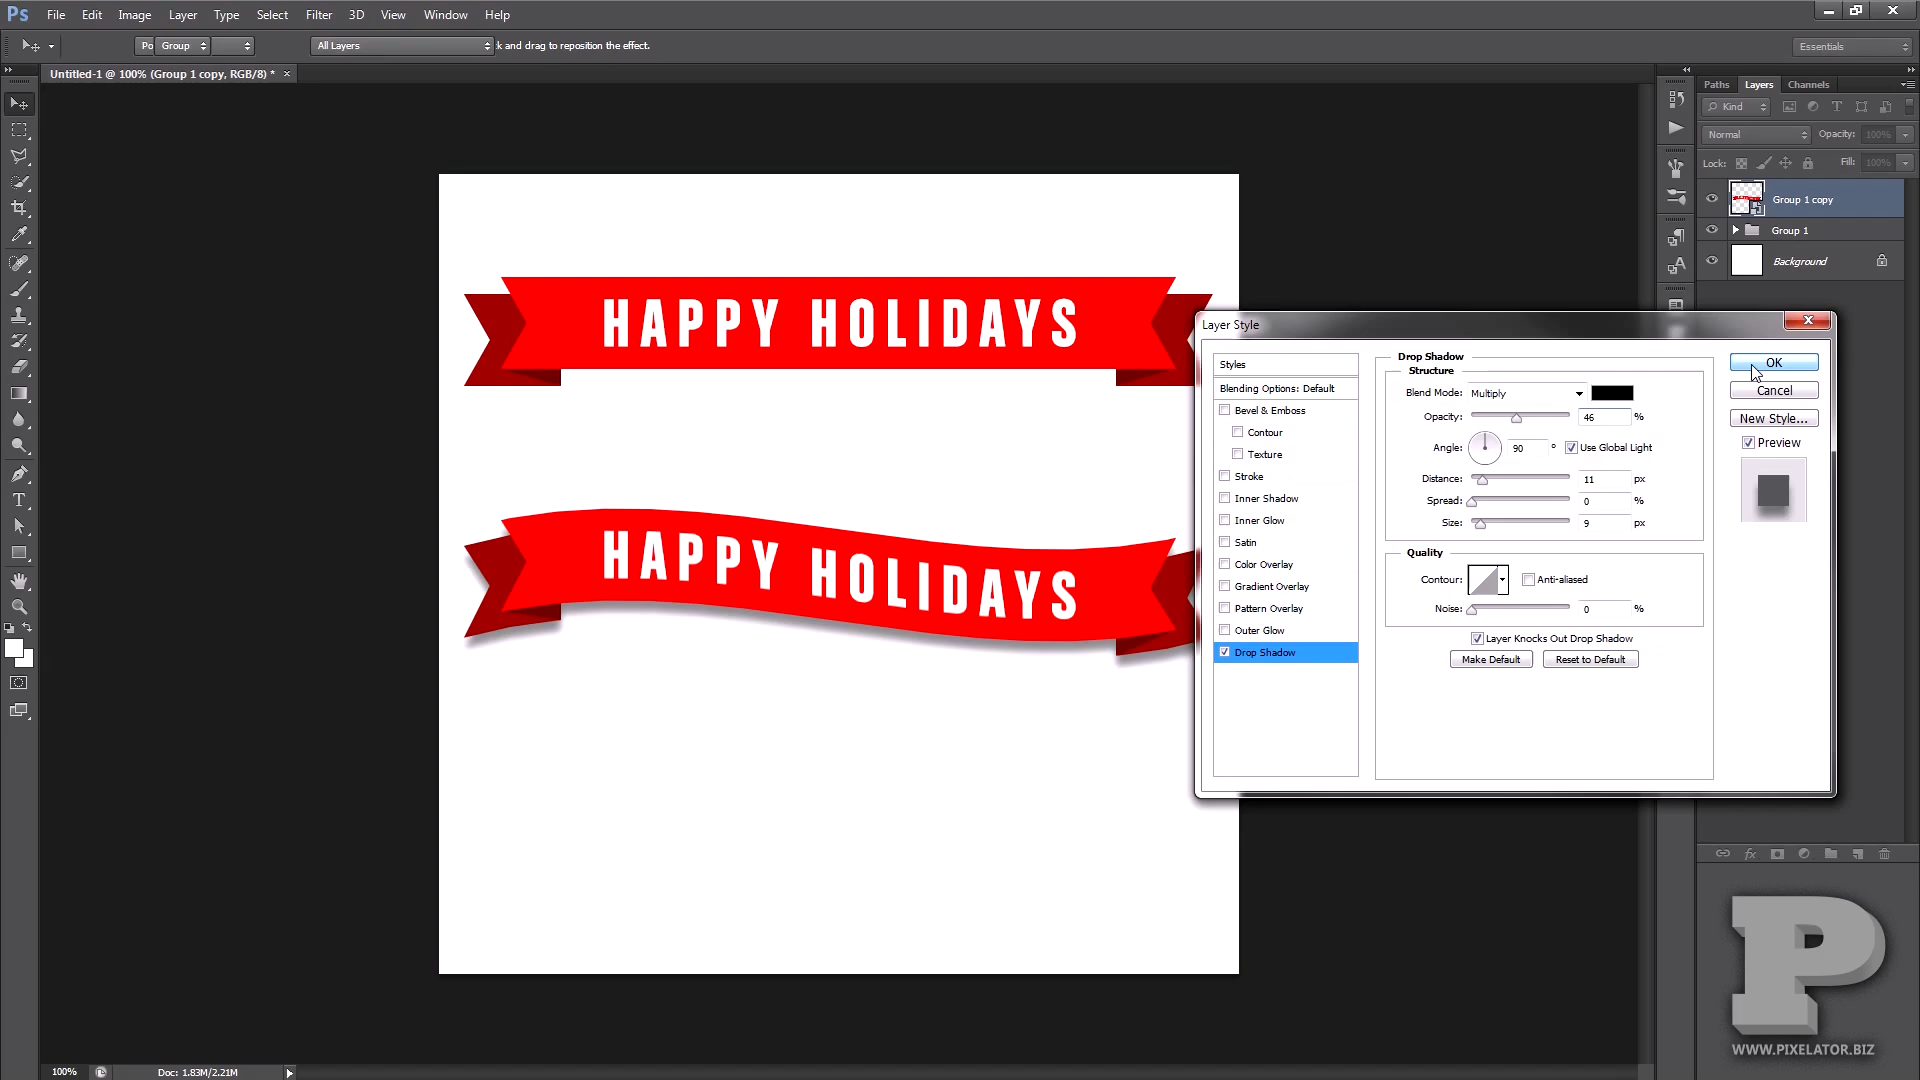 Ps File Edit Image Layer Type Select Filter 3D View Window Help
Po Group All Layers k and drag to reposition the effect. Essentials
Untitled-1 @ 100% (Group 1 copy, RGB/8) * ×
Paths Layers Channels
Kind
Normal Opacity: 100%
Lock: Fill: 100%
Group 1 copy
Group 1
Background
HAPPY HOLIDAYS
HAPPY HOLIDAYS
Layer Style
Styles
Blending Options: Default
Bevel & Emboss
Contour
Texture
Stroke
Inner Shadow
Inner Glow
Satin
Color Overlay
Gradient Overlay
Pattern Overlay
Outer Glow
Drop Shadow
Drop Shadow
Structure
Blend Mode: Multiply
Opacity: 46 %
Angle: 90 ° Use Global Light
Distance: 11 px
Spread: 0 %
Size: 9 px
Quality
Contour: Anti-aliased
Noise: 0 %
Layer Knocks Out Drop Shadow
Make Default Reset to Default
OK
Cancel
New Style...
Preview
fx
P
WWW.PIXELATOR.BIZ
100% Doc: 1.83M/2.21M